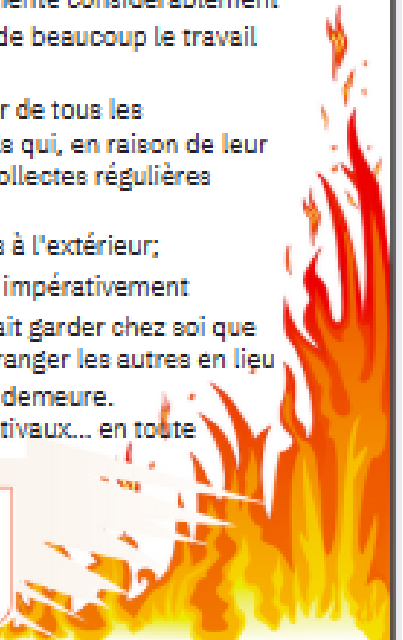 considérablement
de beaucoup le travail
r de tous les
s qui, en raison de leur
ollectes régulières
s à l'extérieur;
impérativement
ait garder chez soi que
ranger les autres en lieu
demeure.
tivaux... en toute